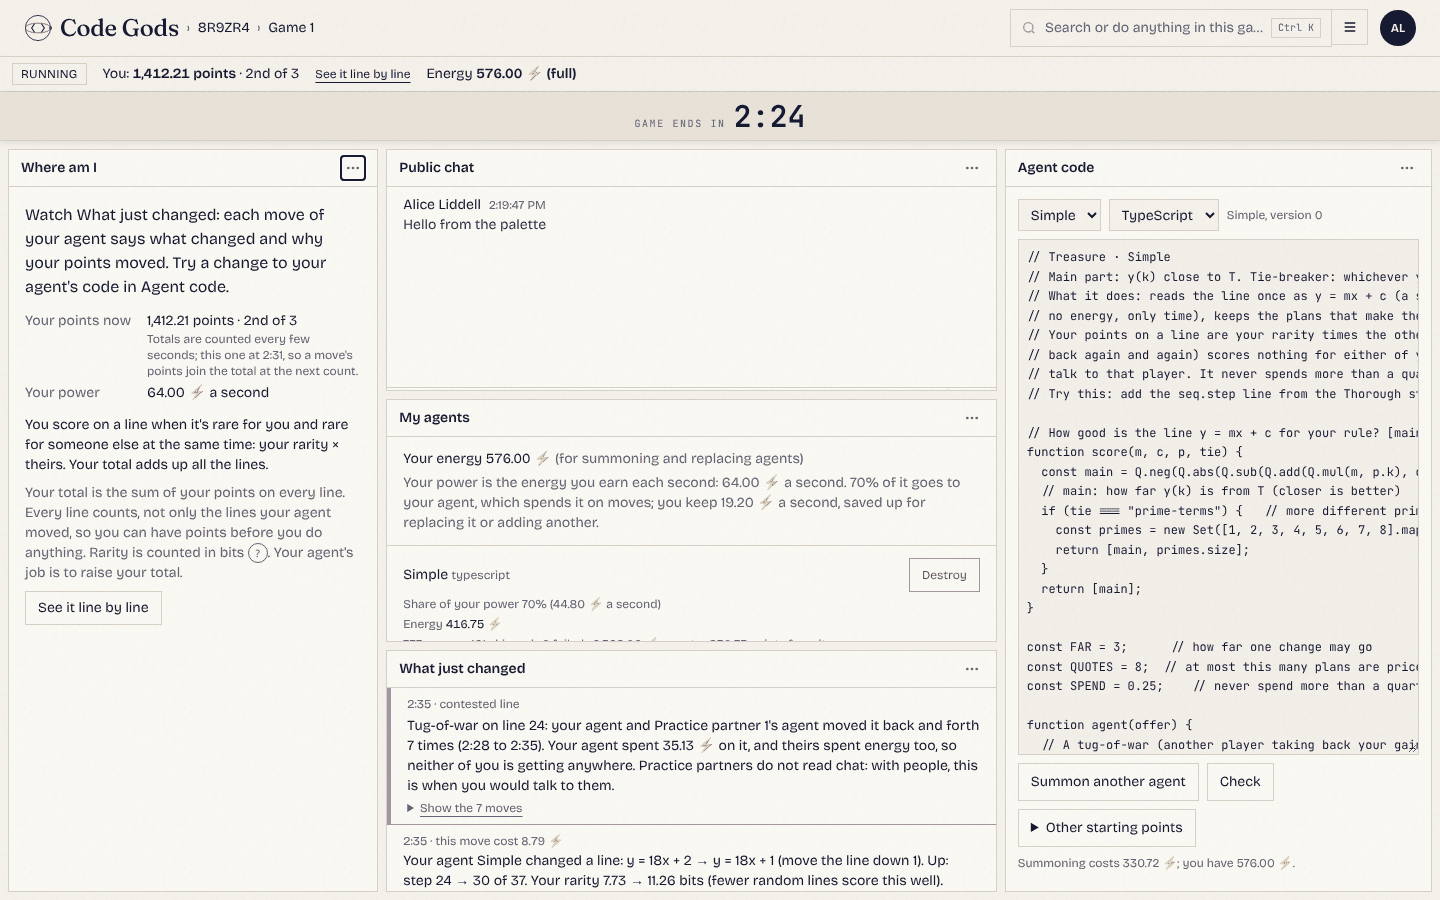 Code Gods › 8R9ZR4 › Game 1
Search or do anything in this ga... Ctrl K ☰ AL
RUNNING You: 1,412.21 points · 2nd of 3 See it line by line Energy 576.00 ⚡ (full)
GAME ENDS IN 2:24
Where am I
Watch What just changed: each move of
your agent says what changed and why
your points moved. Try a change to your
agent's code in Agent code.
Your points now 1,412.21 points · 2nd of 3
Totals are counted every few
seconds; this one at 2:31, so a move's
points join the total at the next count.
Your power 64.00 ⚡ a second
You score on a line when it's rare for you and rare
for someone else at the same time: your rarity ×
theirs. Your total adds up all the lines.
Your total is the sum of your points on every line.
Every line counts, not only the lines your agent
moved, so you can have points before you do
anything. Rarity is counted in bits ?. Your agent's
job is to raise your total.
See it line by line
Public chat
Alice Liddell 2:19:47 PM
Hello from the palette
My agents
Your energy 576.00 ⚡ (for summoning and replacing agents)
Your power is the energy you earn each second: 64.00 ⚡ a second. 70% of it goes to
your agent, which spends it on moves; you keep 19.20 ⚡ a second, saved up for
replacing it or adding another.
Simple typescript
Destroy
Share of your power 70% (44.80 ⚡ a second)
Energy 416.75 ⚡
What just changed
2:35 · contested line
Tug-of-war on line 24: your agent and Practice partner 1's agent moved it back and forth
7 times (2:28 to 2:35). Your agent spent 35.13 ⚡ on it, and theirs spent energy too, so
neither of you is getting anywhere. Practice partners do not read chat: with people, this
is when you would talk to them.
▶ Show the 7 moves
2:35 · this move cost 8.79 ⚡
Your agent Simple changed a line: y = 18x + 2 → y = 18x + 1 (move the line down 1). Up:
step 24 → 30 of 37. Your rarity 7.73 → 11.26 bits (fewer random lines score this well).
Agent code
Simple TypeScript Simple, version 0
// Treasure · Simple
// Main part: y(k) close to T. Tie-breaker: whichever
// What it does: reads the line once as y = mx + c (a
// no energy, only time), keeps the plans that make the
// Your points on a line are your rarity times the
// back again and again) scores nothing for either of
// talk to that player. It never spends more than a
// Try this: add the seq.step line from the Thorough
// How good is the line y = mx + c for your rule?
function score(m, c, p, tie) {
const main = Q.neg(Q.abs(Q.sub(Q.add(Q.mul(m, p.k),
// main: how far y(k) is from T (closer is better)
if (tie === "prime-terms") { // more different
const primes = new Set([1, 2, 3, 4, 5, 6, 7, 8].
return [main, primes.size];
}
return [main];
}
const FAR = 3; // how far one change may go
const QUOTES = 8; // at most this many plans are
const SPEND = 0.25; // never spend more than a
function agent(offer) {
// A tug-of-war (another player taking back your
Summon another agent Check
▶ Other starting points
Summoning costs 330.72 ⚡; you have 576.00 ⚡.